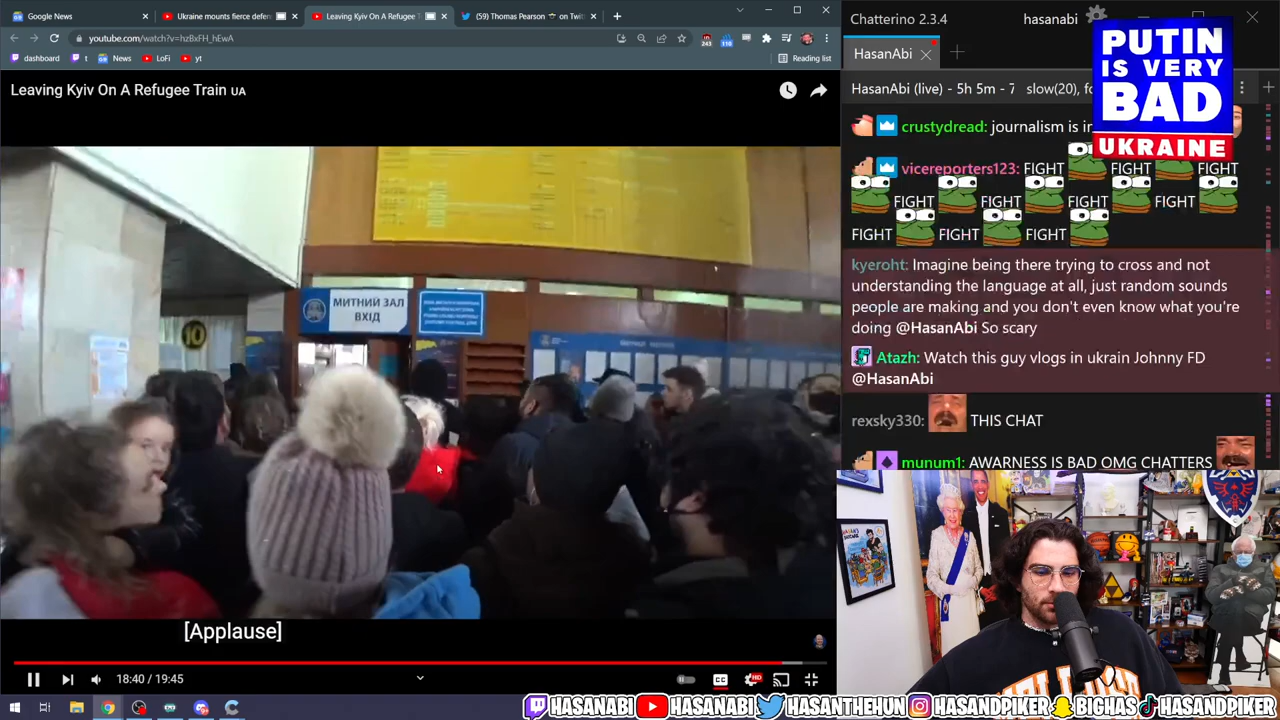 Google News
Ukraine mounts fierce defen
Leaving Kyiv On A Refugee T
(59) Thomas Pearson on Twit
youtube.com/watch?v=hzBxFH_hEwA
243
116
dashboard
t
News
LoFi
yt
Reading list
Leaving Kyiv On A Refugee Train UA
МИТНИЙ ЗАЛ
ВХІД
10
[Applause]
18:40 / 19:45
CC
HD
Chatterino 2.3.4
hasanabi
HasanAbi
HasanAbi (live) - 5h 5m - 7
slow(20), fo
PUTIN
IS VERY
BAD
UKRAINE
crustydread: journalism is in
vicereporters123: FIGHT FIGHT FIGHT
FIGHT FIGHT FIGHT FIGHT
FIGHT FIGHT FIGHT
kyeroht: Imagine being there trying to cross and not
understanding the language at all, just random sounds
people are making and you don't even know what you're
doing @HasanAbi So scary
Atazh: Watch this guy vlogs in ukrain Johnny FD
@HasanAbi
rexsky330: THIS CHAT
munum1: AWARNESS IS BAD OMG CHATTERS
HASANABI HASANABI HASANTHEHUN HASANDPIKER BIGHAS HASANDPIKER